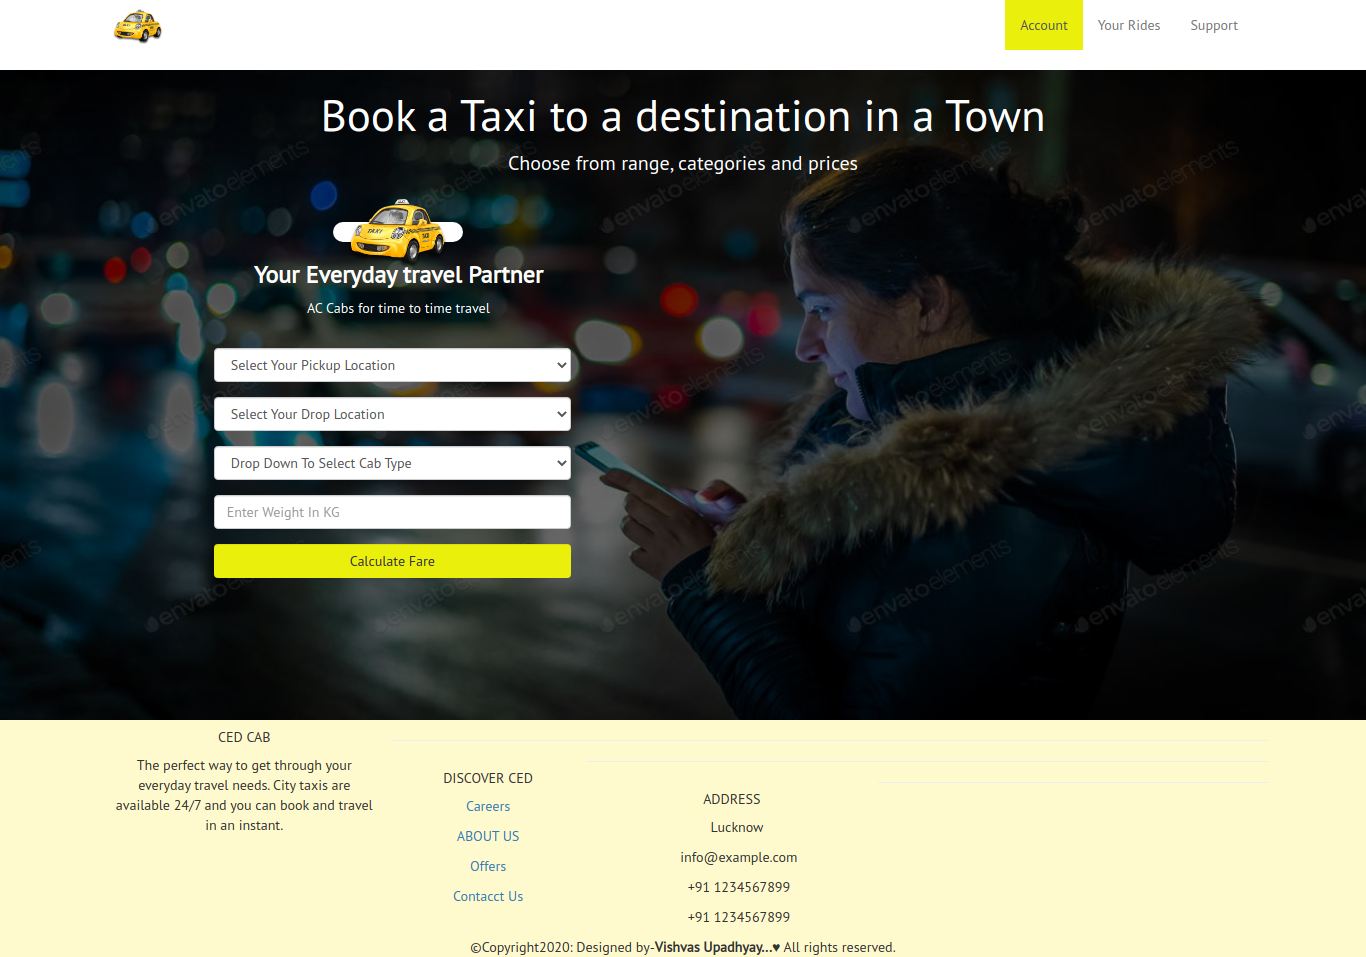 Account Your Rides Support
Book a Taxi to a destination in a Town
Choose from range, categories and prices
TAXI
Your Everyday travel Partner
AC Cabs for time to time travel
Select Your Pickup Location
Select Your Drop Location
Drop Down To Select Cab Type
Enter Weight In KG
Calculate Fare
envatoelements
CED CAB
The perfect way to get through your
everyday travel needs. City taxis are
available 24/7 and you can book and travel
in an instant.
DISCOVER CED
Careers
ABOUT US
Offers
Contacct Us
ADDRESS
Lucknow
info@example.com
+91 1234567899
+91 1234567899
©Copyright2020: Designed by-Vishvas Upadhyay...♥ All rights reserved.